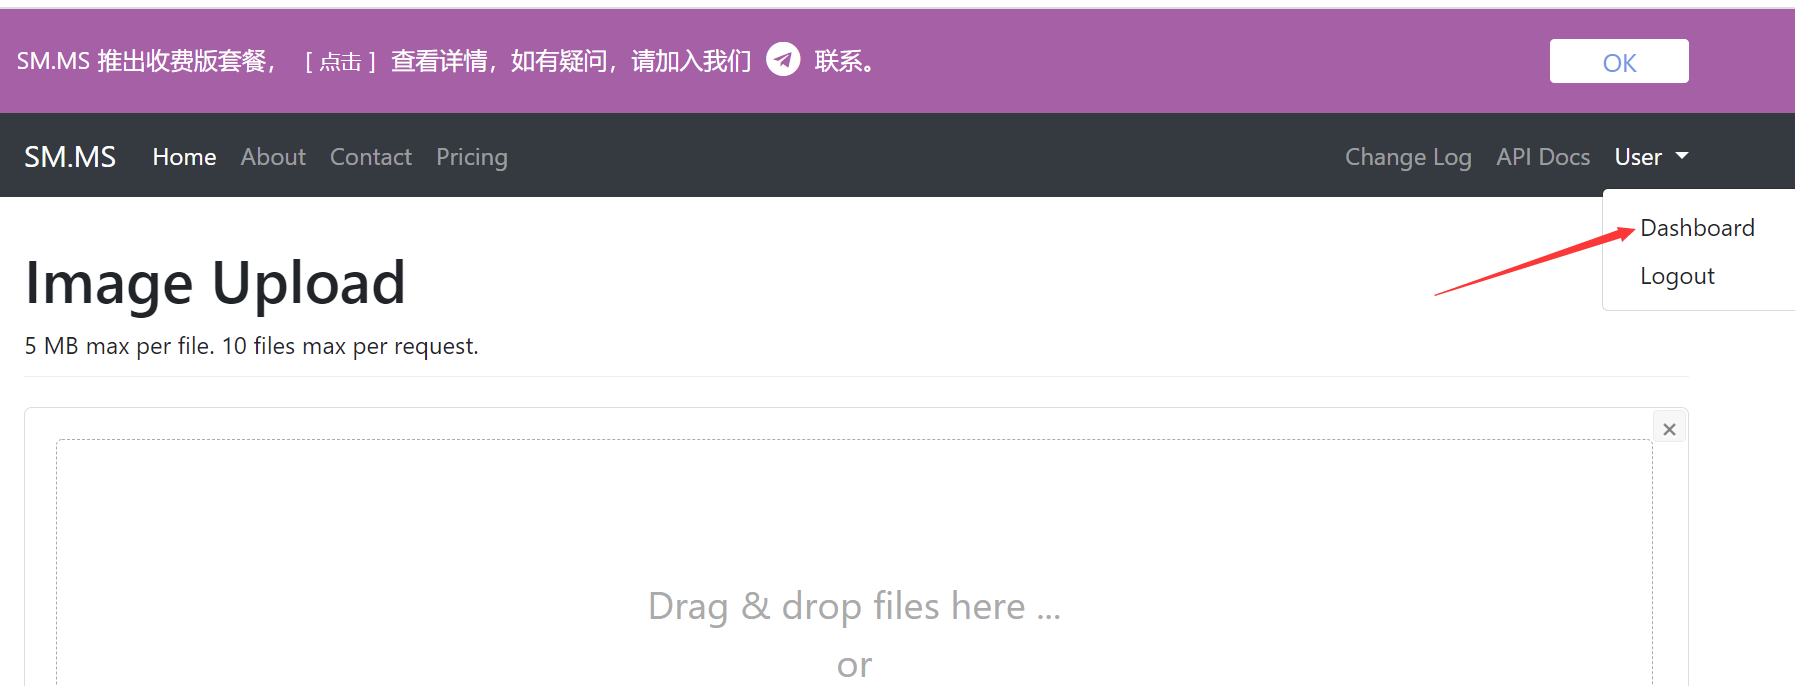 SM.MS 推出收费版套餐， [ 点击 ] 查看详情，如有疑问，请加入我们 联系。
OK
SM.MS Home About Contact Pricing Change Log API Docs User
Dashboard
Logout
Image Upload
5 MB max per file. 10 files max per request.
×
Drag & drop files here ...
or